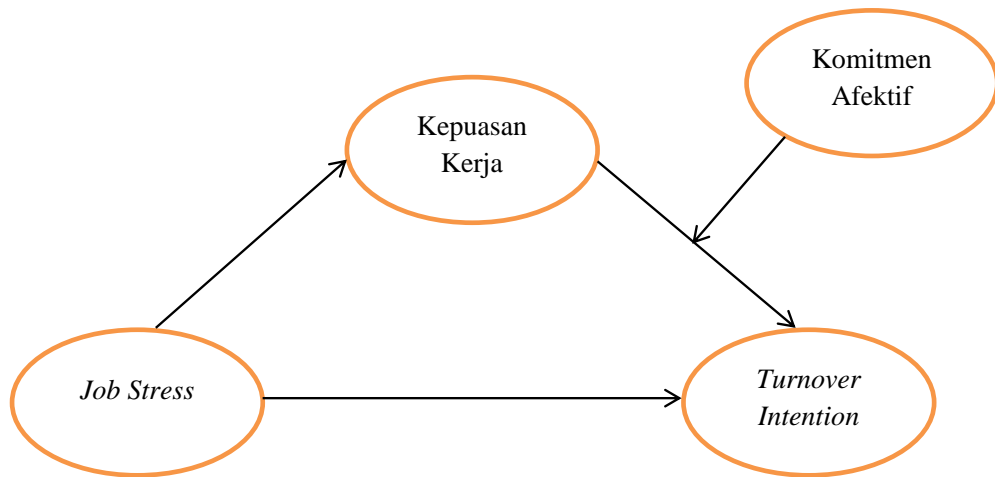 Komitmen
Afektif
Kepuasan
Kerja
Job Stress
Turnover
Intention